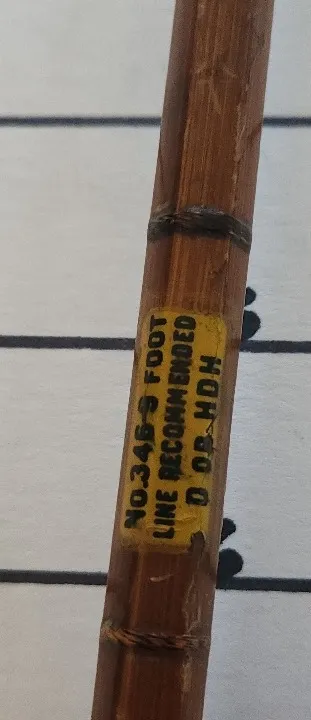 No.346-9 FOOT
LINE RECOMMENDED
D OR HDH